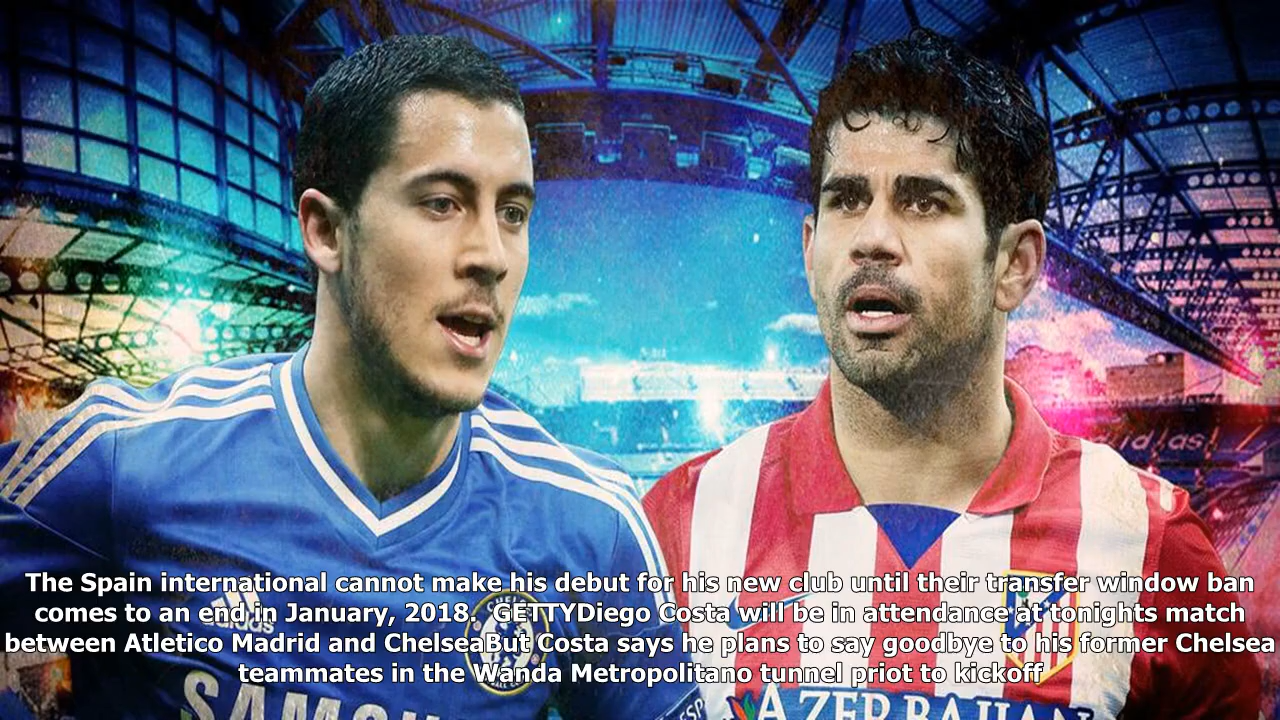 The Spain international cannot make his debut for his new club until their transfer window ban
comes to an end in January, 2018.  GETTYDiego Costa will be in attendance at tonights match
between Atletico Madrid and ChelseaBut Costa says he plans to say goodbye to his former Chelsea
teammates in the Wanda Metropolitano tunnel priot to kickoff
adidas
SAMSU
AZERBAIJAN